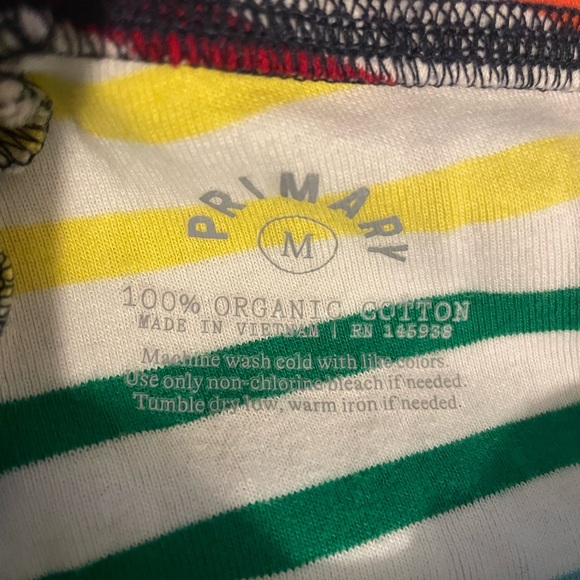 PRIMARY
M
100% ORGANIC COTTON
MADE IN VIETNAM | RN 145938
Machine wash cold with like colors.
Use only non-chlorine bleach if needed.
Tumble dry low, warm iron if needed.